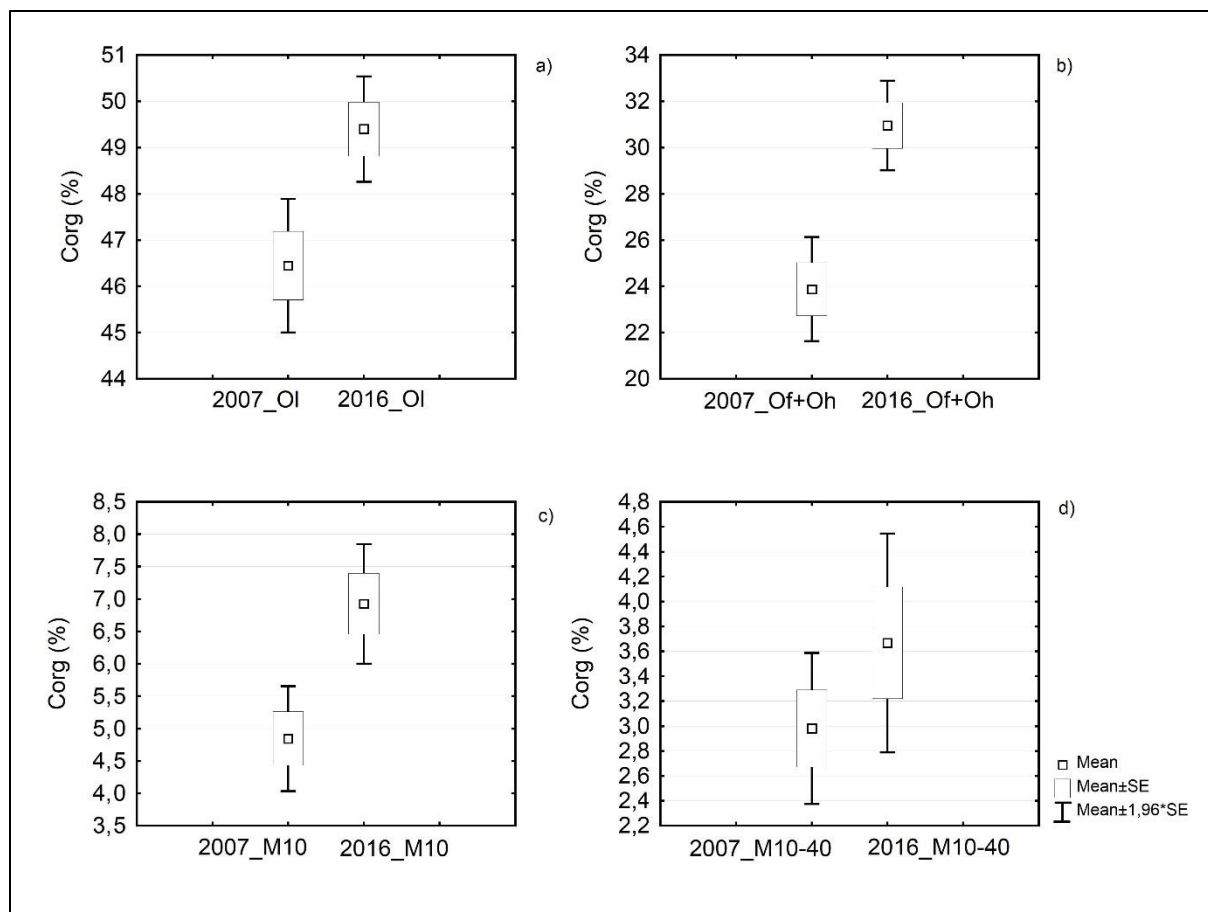 a)
Corg (%)
51
50
49
48
47
46
45
44
2007_Ol 2016_Ol
b)
Corg (%)
34
32
30
28
26
24
22
20
2007_Of+Oh 2016_Of+Oh
c)
Corg (%)
8,5
8,0
7,5
7,0
6,5
6,0
5,5
5,0
4,5
4,0
3,5
2007_M10 2016_M10
d)
Corg (%)
4,8
4,6
4,4
4,2
4,0
3,8
3,6
3,4
3,2
3,0
2,8
2,6
2,4
2,2
2007_M10-40 2016_M10-40
Mean
Mean±SE
Mean±1,96*SE